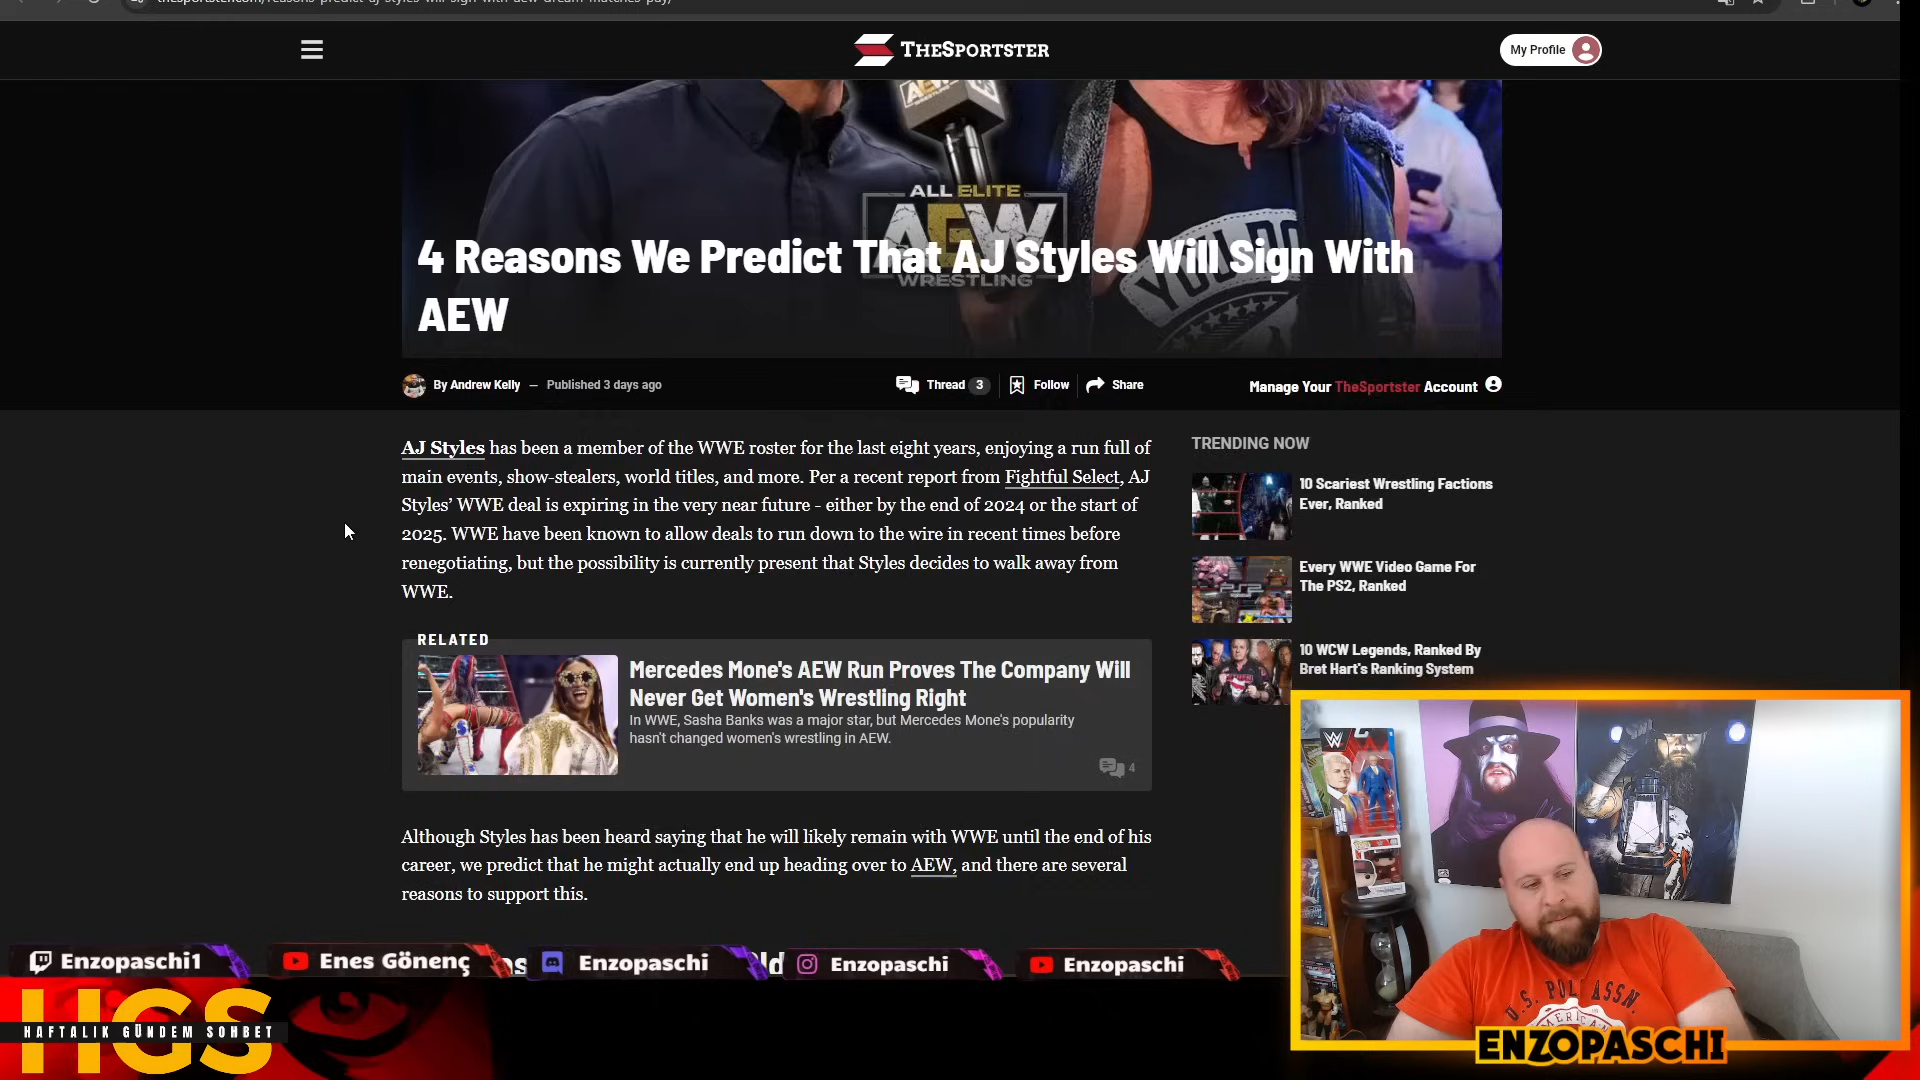 THESPORTSTER
My Profile
AEW
ALL ELITE
AEW
WRESTLING
4 Reasons We Predict That AJ Styles Will Sign With
AEW
By Andrew Kelly — Published 3 days ago
Thread 3
Follow
Share
Manage Your TheSportster Account
AJ Styles has been a member of the WWE roster for the last eight years, enjoying a run full of
main events, show-stealers, world titles, and more. Per a recent report from Fightful Select, AJ
Styles’ WWE deal is expiring in the very near future - either by the end of 2024 or the start of
2025. WWE have been known to allow deals to run down to the wire in recent times before
renegotiating, but the possibility is currently present that Styles decides to walk away from
WWE.
RELATED
Mercedes Mone's AEW Run Proves The Company Will
Never Get Women's Wrestling Right
In WWE, Sasha Banks was a major star, but Mercedes Mone's popularity
hasn't changed women's wrestling in AEW.
4
Although Styles has been heard saying that he will likely remain with WWE until the end of his
career, we predict that he might actually end up heading over to AEW, and there are several
reasons to support this.
TRENDING NOW
10 Scariest Wrestling Factions
Ever, Ranked
Every WWE Video Game For
The PS2, Ranked
10 WCW Legends, Ranked By
Bret Hart's Ranking System
Enzopaschi1
Enes Gönenç
Enzopaschi
Enzopaschi
Enzopaschi
HGS
HAFTALIK GÜNDEM SOHBET
U.S. POLO ASSN.
ENZOPASCHI